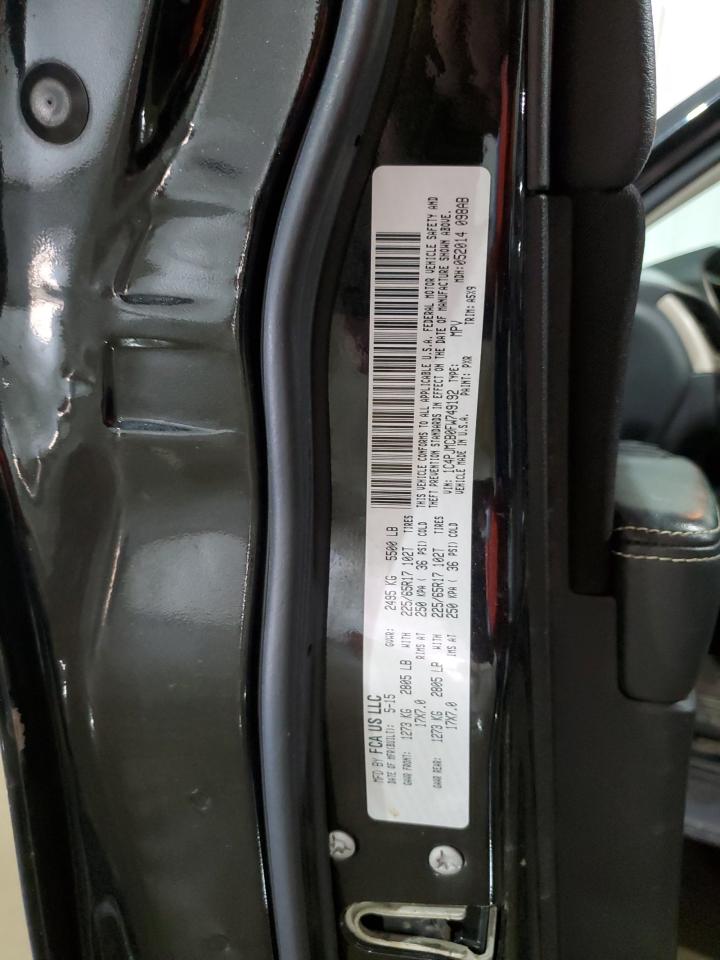 MFD BY FCA US LLC
DATE OF MFR(BUILT): 5-15 GVWR: 2495 KG 5500 LB
GAWR FRONT: 1273 KG 2805 LB WITH 225/65R17 102T TIRES
17X7.0 RIMS AT 250 KPA ( 36 PSI) COLD
GAWR REAR: 1273 KG 2805 LB WITH 225/65R17 102T TIRES
17X7.0 IMS AT 250 KPA ( 36 PSI) COLD
THIS VEHICLE CONFORMS TO ALL APPLICABLE U.S.A. FEDERAL MOTOR VEHICLE SAFETY AND
THEFT PREVENTION STANDARDS IN EFFECT ON THE DATE OF MANUFACTURE SHOWN ABOVE.
VIN: 1C4PJMCB0FW749192 TYPE: MPV MDH:052014 098AB
VEHICLE MADE IN U.S.A. PAINT: PXR TRIM: A5X9